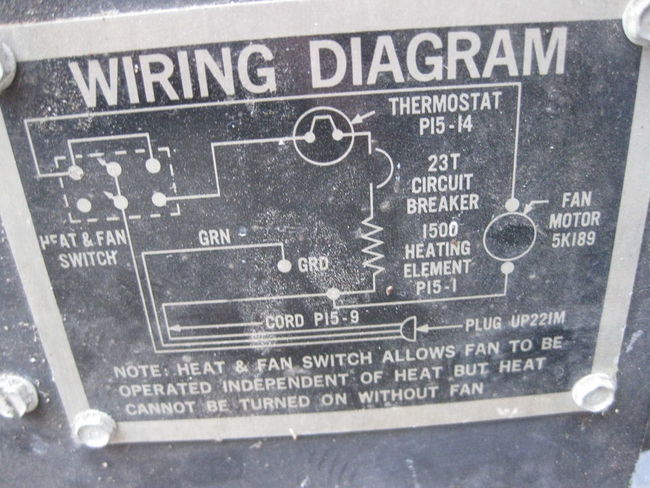 WIRING DIAGRAM
THERMOSTAT
P15-14
23T
CIRCUIT
BREAKER
FAN
MOTOR
5K189
1500
HEATING
ELEMENT
P15-1
HEAT & FAN
SWITCH
GRN
GRD
CORD P15-9
PLUG UP221M
NOTE: HEAT & FAN SWITCH ALLOWS FAN TO BE
OPERATED INDEPENDENT OF HEAT BUT HEAT
CANNOT BE TURNED ON WITHOUT FAN